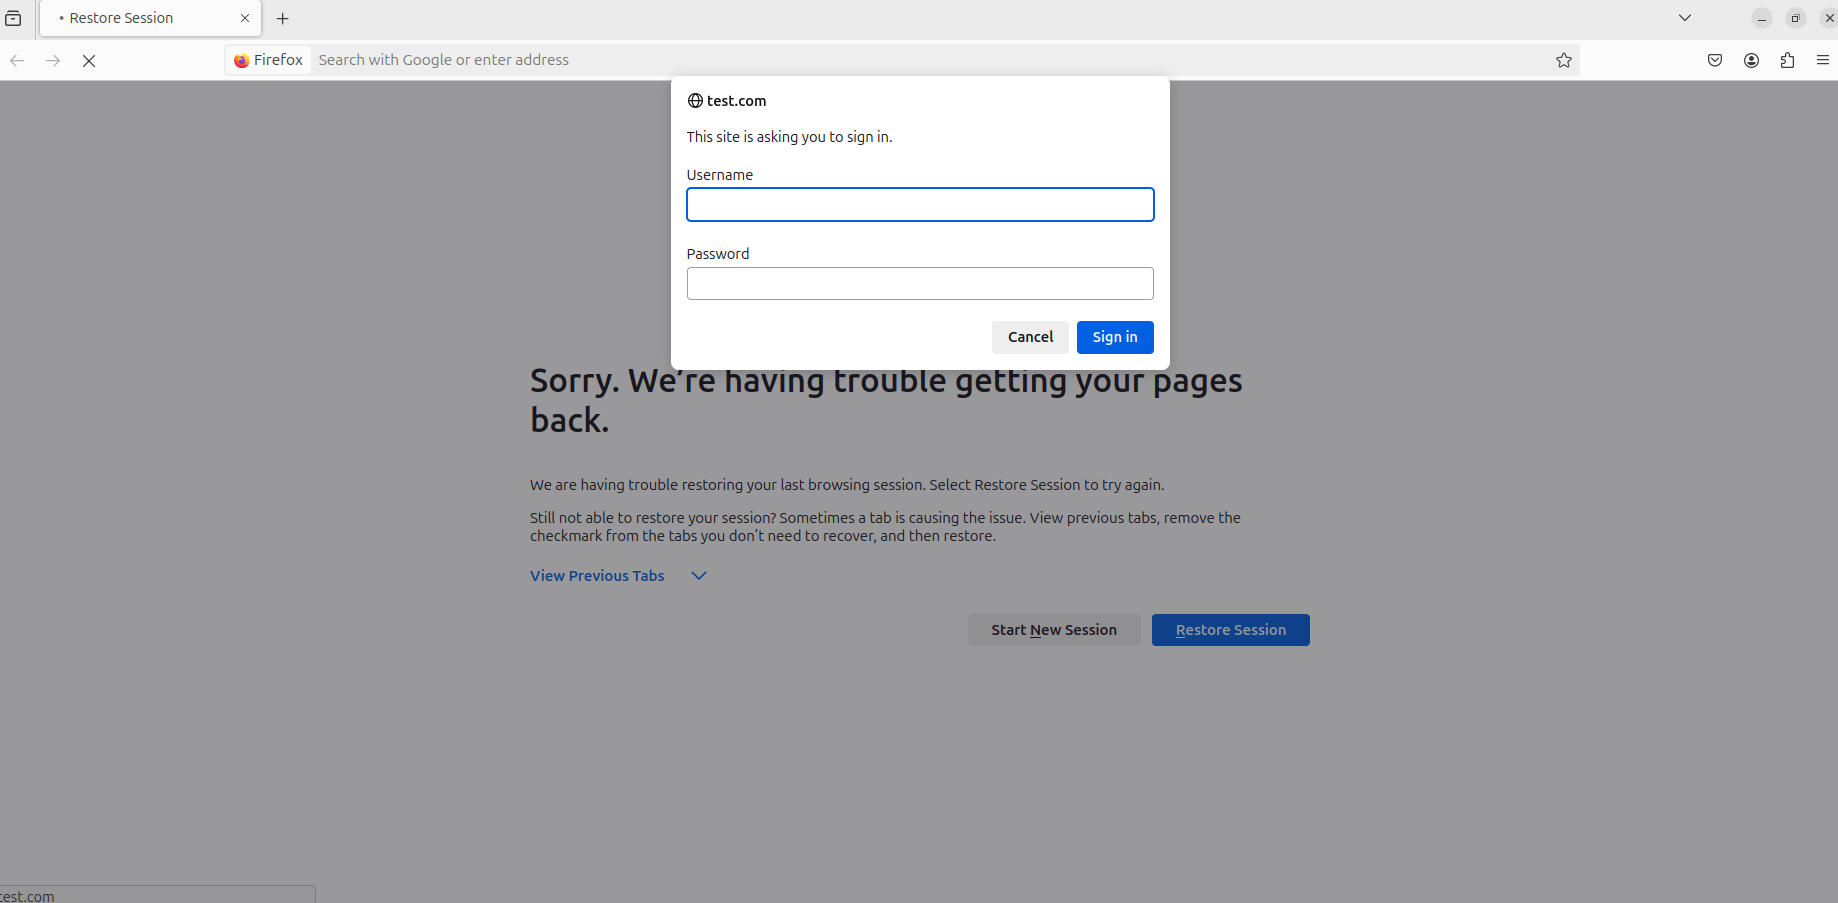 Restore Session
Firefox
Search with Google or enter address
test.com
This site is asking you to sign in.
Username
Password
Cancel
Sign in
Sorry. We're having trouble getting your pages
back.
We are having trouble restoring your last browsing session. Select Restore Session to try again.
Still not able to restore your session? Sometimes a tab is causing the issue. View previous tabs, remove the
checkmark from the tabs you don't need to recover, and then restore.
View Previous Tabs
Start New Session
Restore Session
test.com